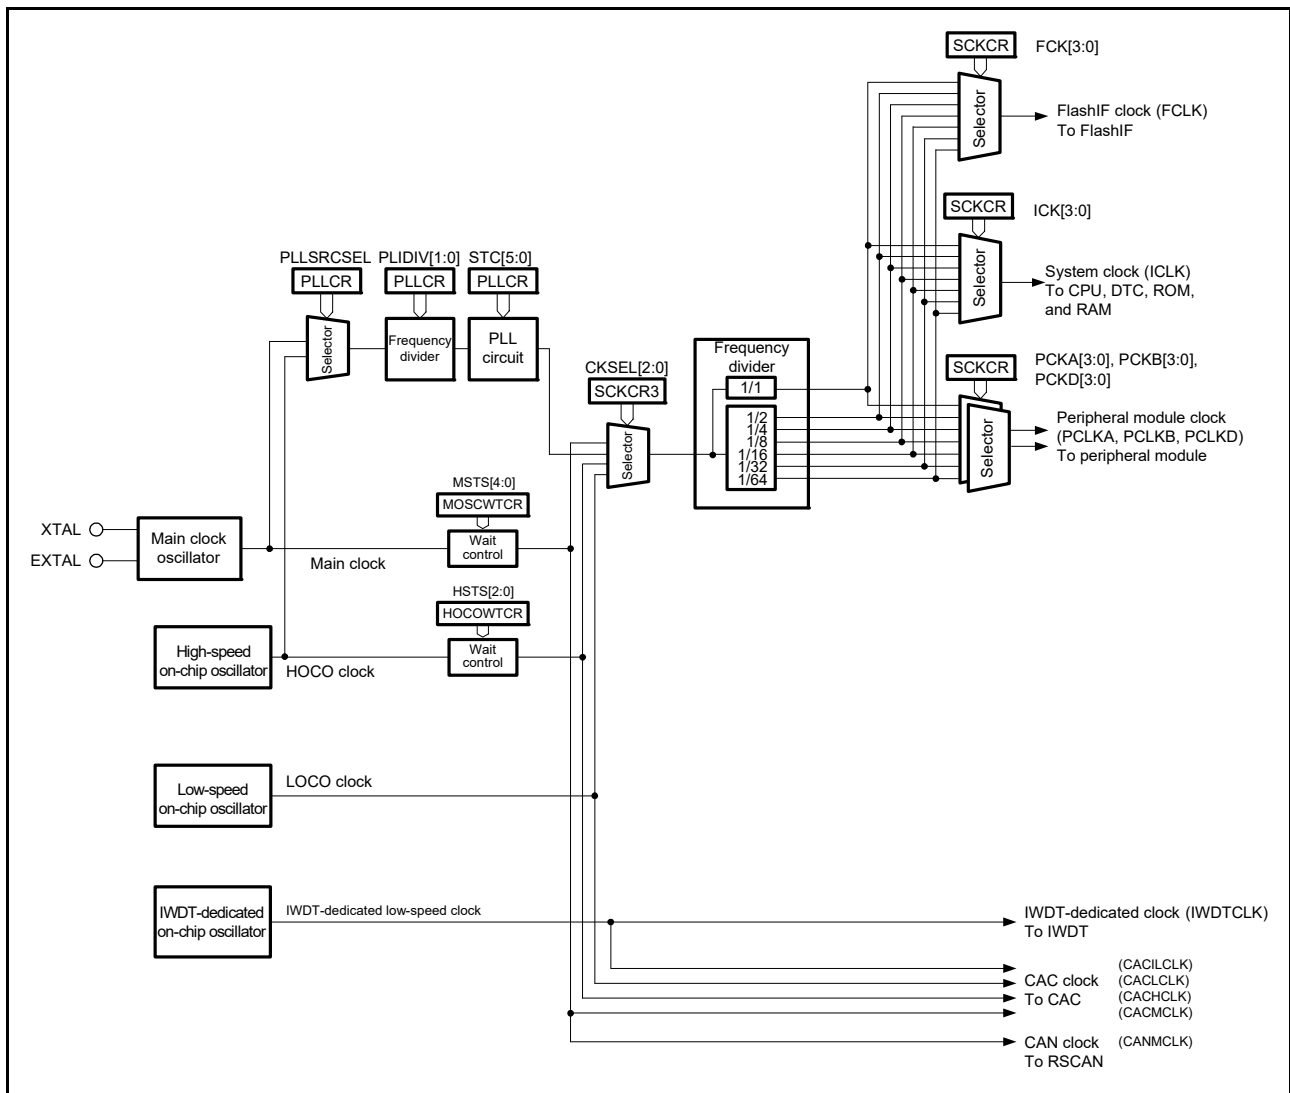 SCKCR
FCK[3:0]
Selector
FlashIF clock (FCLK)
To FlashIF
SCKCR
ICK[3:0]
Selector
System clock (ICLK)
To CPU, DTC, ROM,
and RAM
PLLSRCSEL
PLIDIV[1:0]
STC[5:0]
PLLCR
PLLCR
PLLCR
Selector
Frequency
divider
PLL
circuit
CKSEL[2:0]
SCKCR3
Selector
Frequency
divider
1/1
1/2
1/4
1/8
1/16
1/32
1/64
SCKCR
PCKA[3:0], PCKB[3:0],
PCKD[3:0]
Selector
Peripheral module clock
(PCLKA, PCLKB, PCLKD)
To peripheral module
MSTS[4:0]
MOSCWTCR
Wait
control
XTAL
EXTAL
Main clock
oscillator
Main clock
HSTS[2:0]
HOCOWTCR
Wait
control
High-speed
on-chip oscillator
HOCO clock
Low-speed
on-chip oscillator
LOCO clock
IWDT-dedicated
on-chip oscillator
IWDT-dedicated low-speed clock
IWDT-dedicated clock (IWDTCLK)
To IWDT
CAC clock
To CAC
(CACILCLK)
(CACLCLK)
(CACHCLK)
(CACMCLK)
CAN clock
(CANMCLK)
To RSCAN